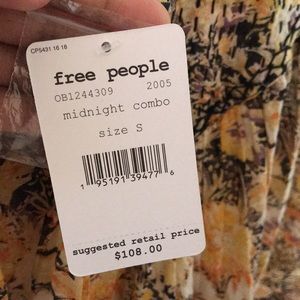 CP5431 16 18
free people
OB1244309 2005
midnight combo
size S
1 95191 39477 6
suggested retail price
$108.00